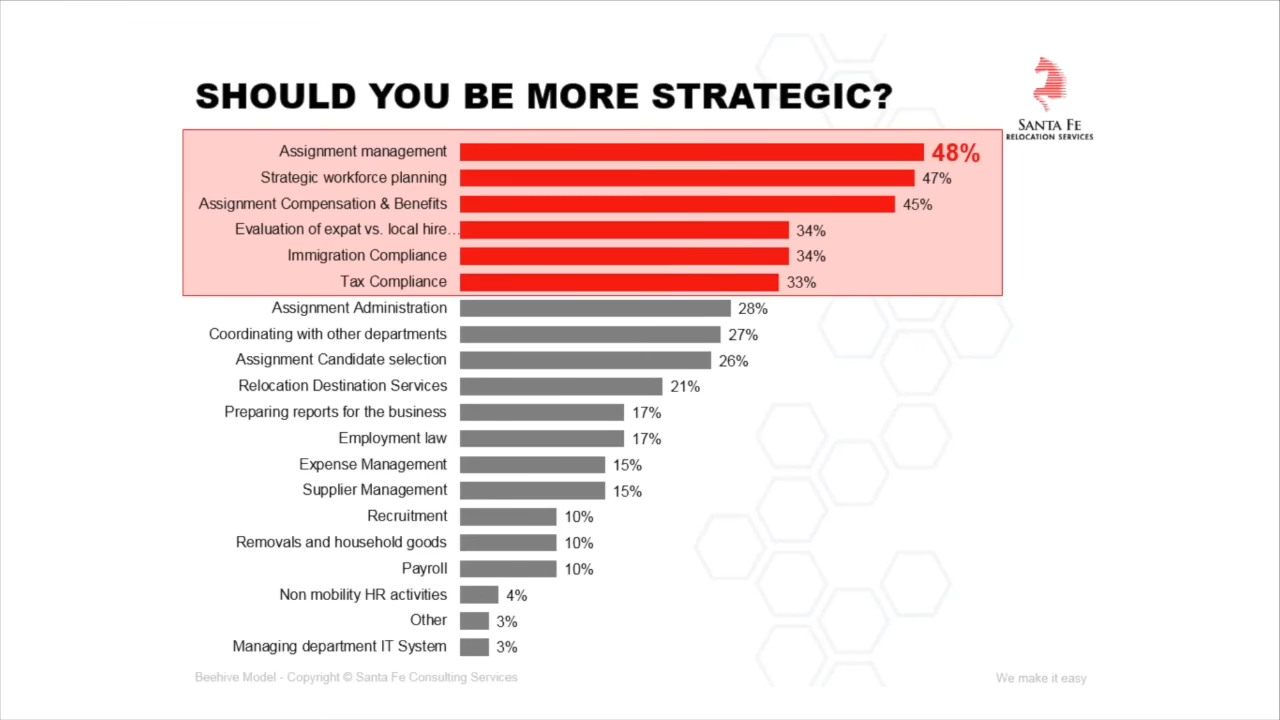 SHOULD YOU BE MORE STRATEGIC?
SANTA FE
RELOCATION SERVICES
Assignment management 48%
Strategic workforce planning 47%
Assignment Compensation & Benefits 45%
Evaluation of expat vs. local hire… 34%
Immigration Compliance 34%
Tax Compliance 33%
Assignment Administration 28%
Coordinating with other departments 27%
Assignment Candidate selection 26%
Relocation Destination Services 21%
Preparing reports for the business 17%
Employment law 17%
Expense Management 15%
Supplier Management 15%
Recruitment 10%
Removals and household goods 10%
Payroll 10%
Non mobility HR activities 4%
Other 3%
Managing department IT System 3%
Beehive Model - Copyright © Santa Fe Consulting Services
We make it easy